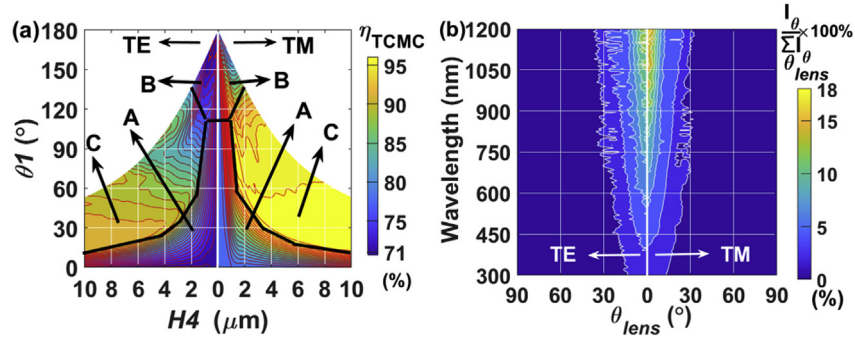 (a) 180
150
120
90
60
30
0
θ1 (°)
TE TM
B B
A A
C C
10 8 6 4 2 0 2 4 6 8 10
H4 (μm)
ηTCMC
95
90
85
80
75
71
(%)
(b) 1200
1050
900
750
600
450
300
Wavelength (nm)
TE TM
90 60 30 0 30 60 90
θlens (°)
Iθ
ΣIθ ×100%
θlens
18
15
10
5
0
(%)